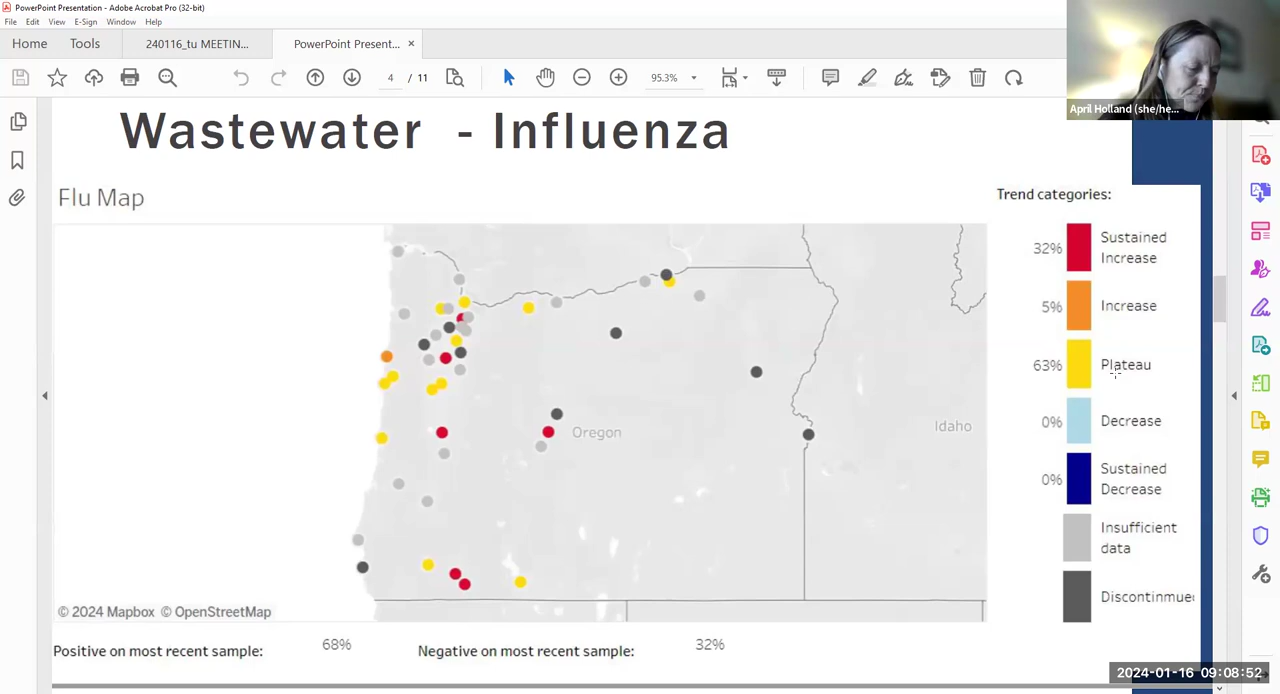 PowerPoint Presentation - Adobe Acrobat Pro (32-bit)
File Edit View E-Sign Window Help
Home Tools 240116_tu MEETIN... PowerPoint Present... ×
4 / 11 95.3%
April Holland (she/he...
Wastewater - Influenza
Flu Map
Trend categories:
32% Sustained
Increase
5% Increase
63% Plateau
0% Decrease
0% Sustained
Decrease
Insufficient
data
Discontinmue
Oregon
Idaho
© 2024 Mapbox © OpenStreetMap
Positive on most recent sample: 68% Negative on most recent sample: 32%
2024-01-16 09:08:52